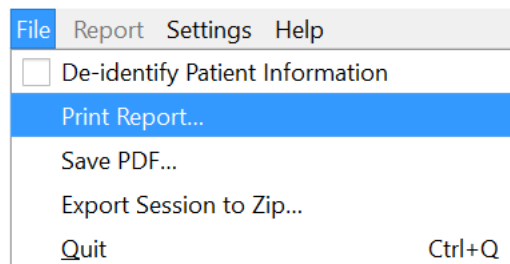 File Report Settings Help
De-identify Patient Information
Print Report...
Save PDF...
Export Session to Zip...
Quit Ctrl+Q